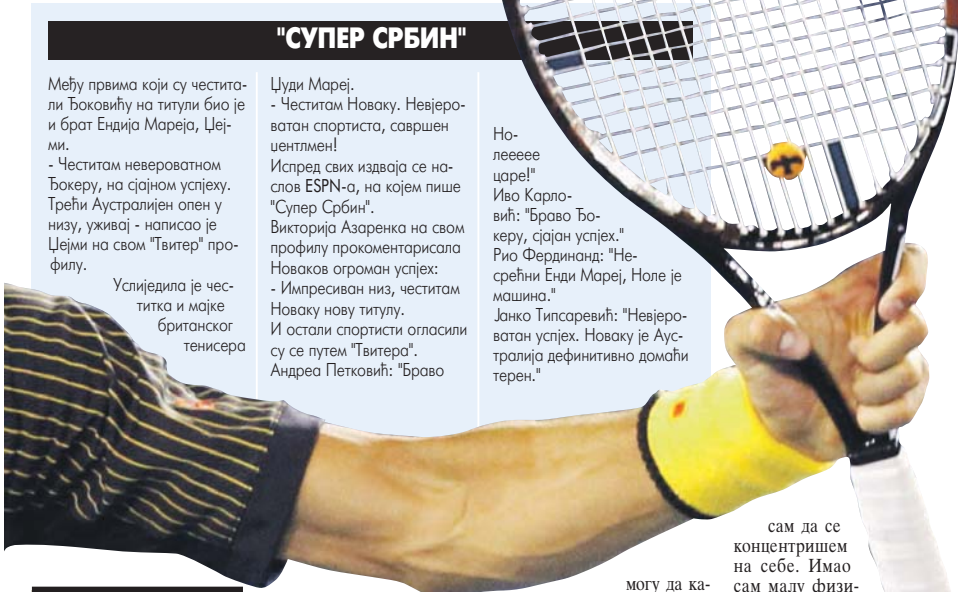 "СУПЕР СРБИН"
Међу првима који су честита-
ли Ђоковићу на титули био је
и брат Ендија Мареја, Џеј-
ми.
- Честитам невероватном
Ђокеру, на сјајном успјеху.
Трећи Аустралијен опен у
низу, уживај - написао је
Џејми на свом "Твитер" про-
филу.
Услиједила је чес-
титка и мајке
британског
тенисера
Џуди Мареј.
- Честитам Новаку. Невјеро-
ватан спортиста, савршен
џентлмен!
Испред свих издваја се на-
слов ESPN-а, на којем пише
"Супер Србин".
Викторија Азаренка на свом
профилу прокоментарисала
Новаков огроман успјех:
- Импресиван низ, честитам
Новаку нову титулу.
И остали спортисти огласили
су се путем "Твитера".
Андреа Петковић: "Браво
Но-
леееее
царе!"
Иво Карло-
вић: "Браво Ђо-
керу, сјајан успјех."
Рио Фердинанд: "Не-
срећни Енди Мареј, Ноле је
машина."
Јанко Типсаревић: "Невјеро-
ватан успјех. Новаку је Аус-
тралија дефинитивно домаћи
терен."
могу да ка-
сам да се
концентришем
на себе. Имао
сам малу физи-